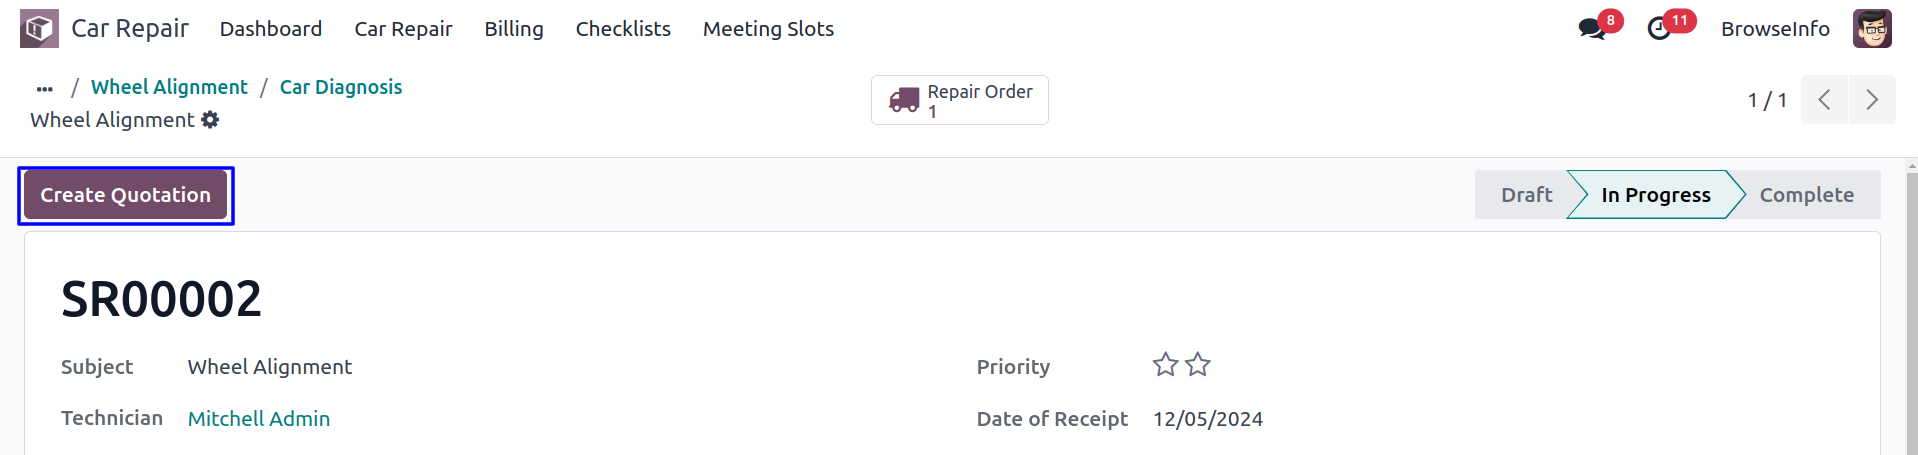 Car Repair Dashboard Car Repair Billing Checklists Meeting Slots 8 11 BrowseInfo
... / Wheel Alignment / Car Diagnosis
Wheel Alignment
Repair Order
1
1 / 1
Create Quotation
Draft In Progress Complete
SR00002
Subject Wheel Alignment Priority
Technician Mitchell Admin Date of Receipt 12/05/2024